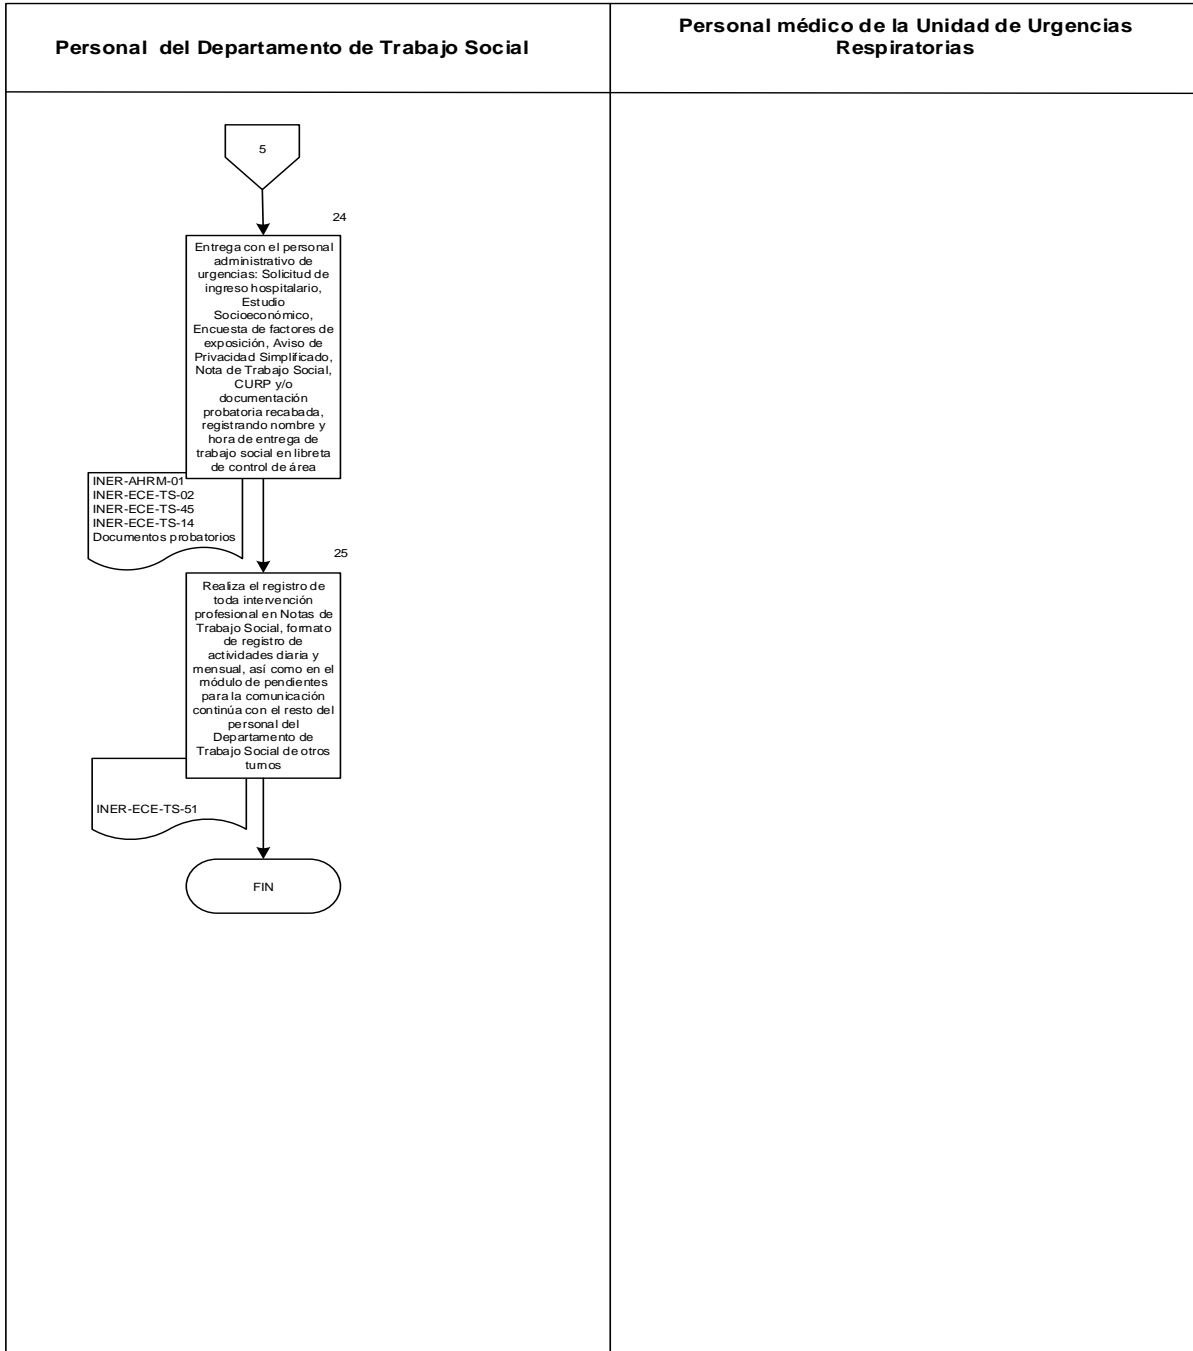 Personal del Departamento de Trabajo Social
Personal médico de la Unidad de Urgencias
Respiratorias
5
24
Entrega con el personal
administrativo de
urgencias: Solicitud de
ingreso hospitalario,
Estudio
Socioeconómico,
Encuesta de factores de
exposición, Aviso de
Privacidad Simplificado,
Nota de Trabajo Social,
CURP y/o
documentación
probatoria recabada,
registrando nombre y
hora de entrega de
trabajo social en libreta
de control de área
INER-AHRM-01
INER-ECE-TS-02
INER-ECE-TS-45
INER-ECE-TS-14
Documentos probatorios
25
Realiza el registro de
toda intervención
profesional en Notas de
Trabajo Social, formato
de registro de
actividades diaria y
mensual, así como en el
módulo de pendientes
para la comunicación
continúa con el resto del
personal del
Departamento de
Trabajo Social de otros
turnos
INER-ECE-TS-51
FIN